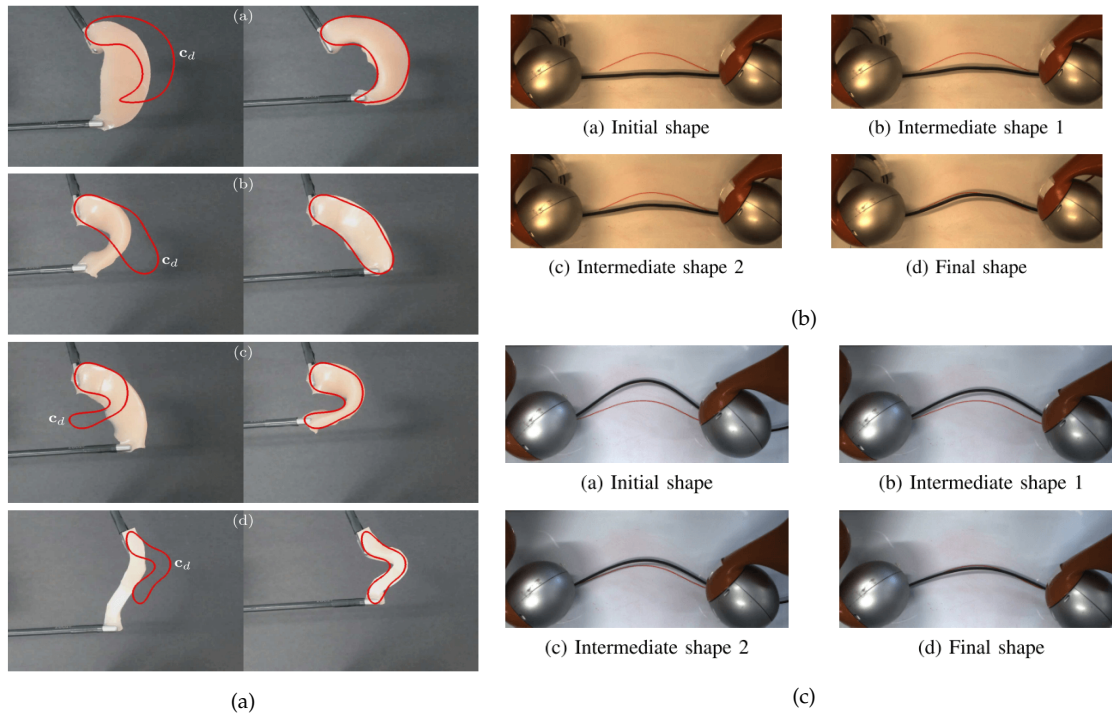 (a)
c_d
(b)
c_d
(c)
c_d
(d)
c_d
(a)
(a) Initial shape
(b) Intermediate shape 1
(c) Intermediate shape 2
(d) Final shape
(b)
(a) Initial shape
(b) Intermediate shape 1
(c) Intermediate shape 2
(d) Final shape
(c)